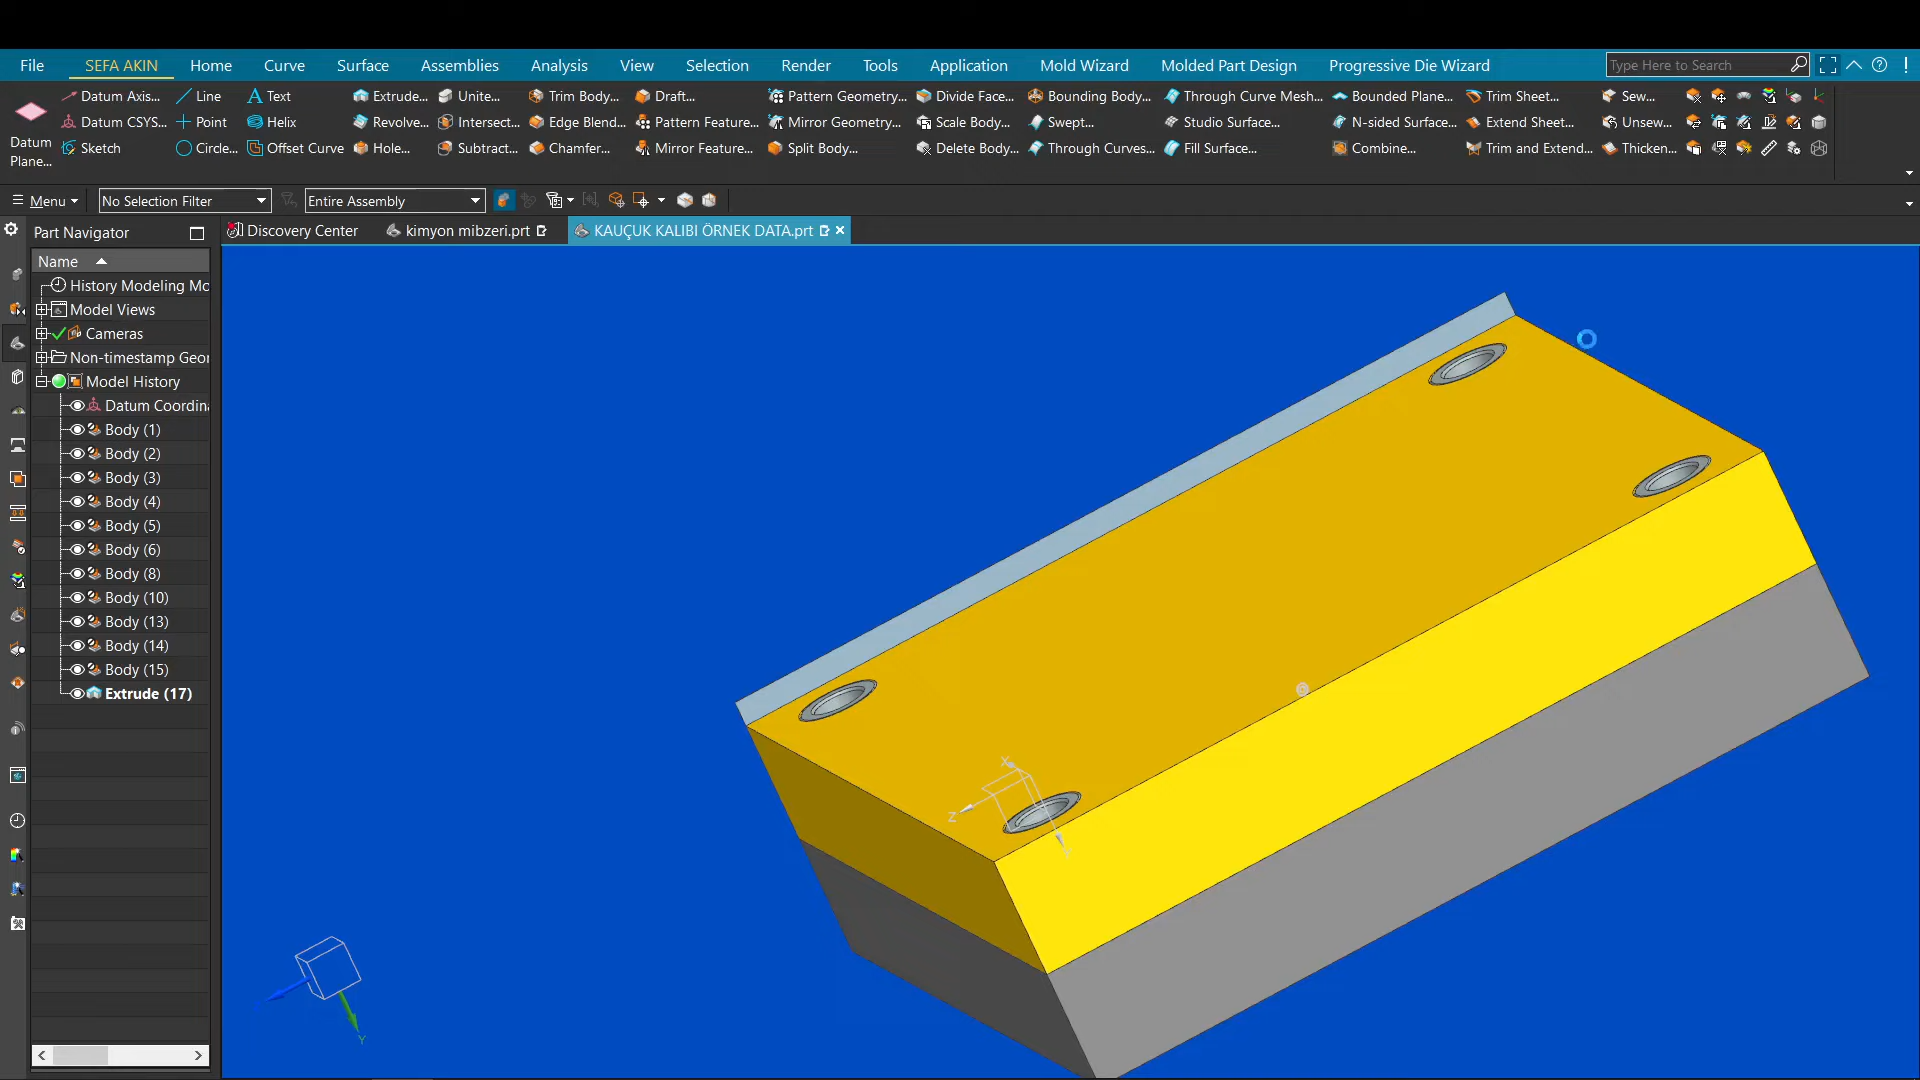 File SEFA AKIN Home Curve Surface Assemblies Analysis View Selection Render Tools Application Mold Wizard Molded Part Design Progressive Die Wizard Type Here to Search
Datum Axis... Line Text Extrude... Unite... Trim Body... Draft... Pattern Geometry... Divide Face... Bounding Body... Through Curve Mesh... Bounded Plane... Trim Sheet... Sew...
Datum CSYS... Point Helix Revolve... Intersect... Edge Blend... Pattern Feature... Mirror Geometry... Scale Body... Swept... Studio Surface... N-sided Surface... Extend Sheet... Unsew...
Datum Plane... Sketch Circle... Offset Curve Hole... Subtract... Chamfer... Mirror Feature... Split Body... Delete Body... Through Curves... Fill Surface... Combine... Trim and Extend... Thicken...
Menu No Selection Filter Entire Assembly
Part Navigator Discovery Center kimyon mibzeri.prt KAUÇUK KALIBI ÖRNEK DATA.prt
Name
History Modeling Mo
Model Views
Cameras
Non-timestamp Geor
Model History
Datum Coordina
Body (1)
Body (2)
Body (3)
Body (4)
Body (5)
Body (6)
Body (8)
Body (10)
Body (13)
Body (14)
Body (15)
Extrude (17)
X
Z
Y
Y